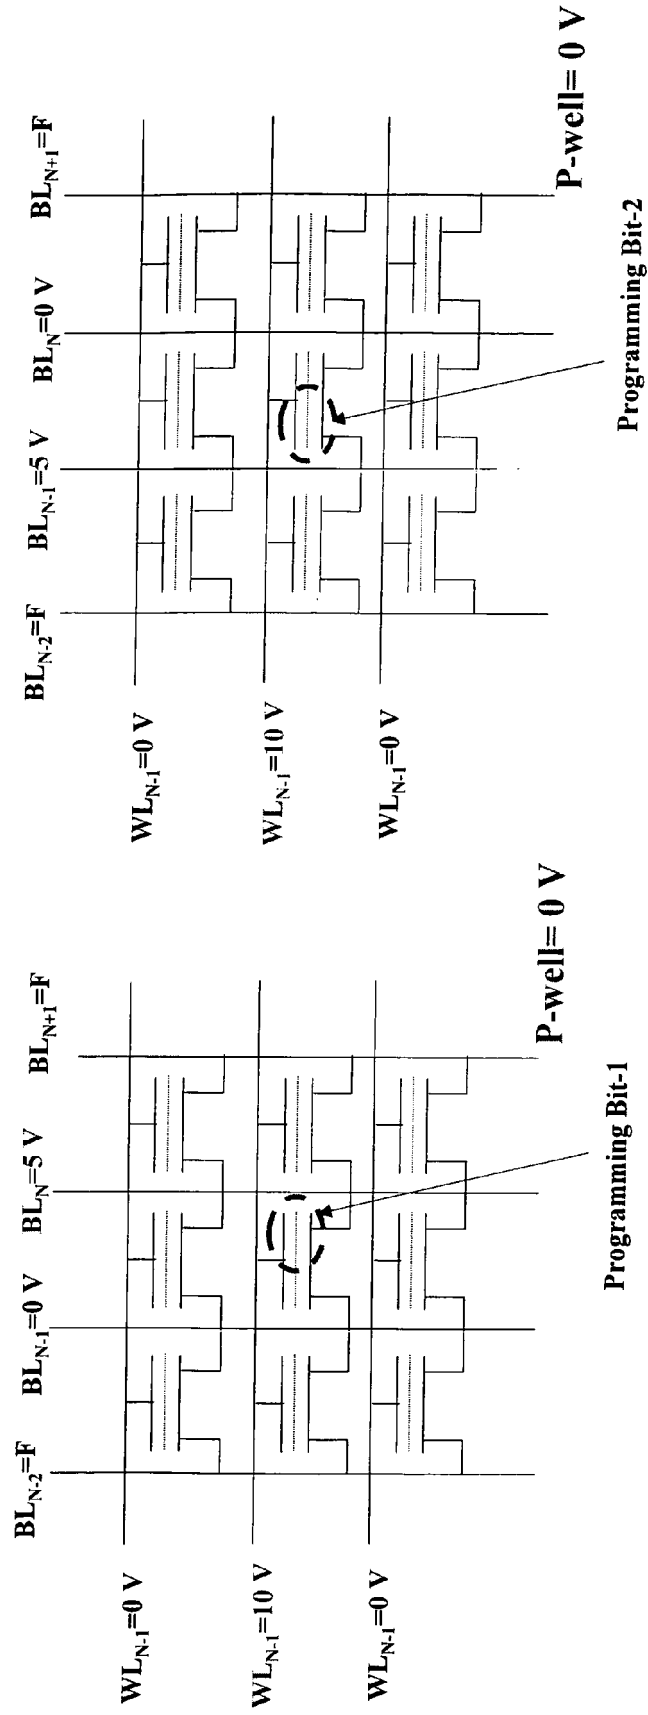 BL_{N-2}=F
BL_{N-1}=0 V
BL_N=5 V
BL_{N+1}=F
WL_{N-1}=0 V
WL_{N-1}=10 V
WL_{N-1}=0 V
P-well= 0 V
Programming Bit-1
BL_{N-2}=F
BL_{N-1}=5 V
BL_N=0 V
BL_{N+1}=F
WL_{N-1}=0 V
WL_{N-1}=10 V
WL_{N-1}=0 V
P-well= 0 V
Programming Bit-2